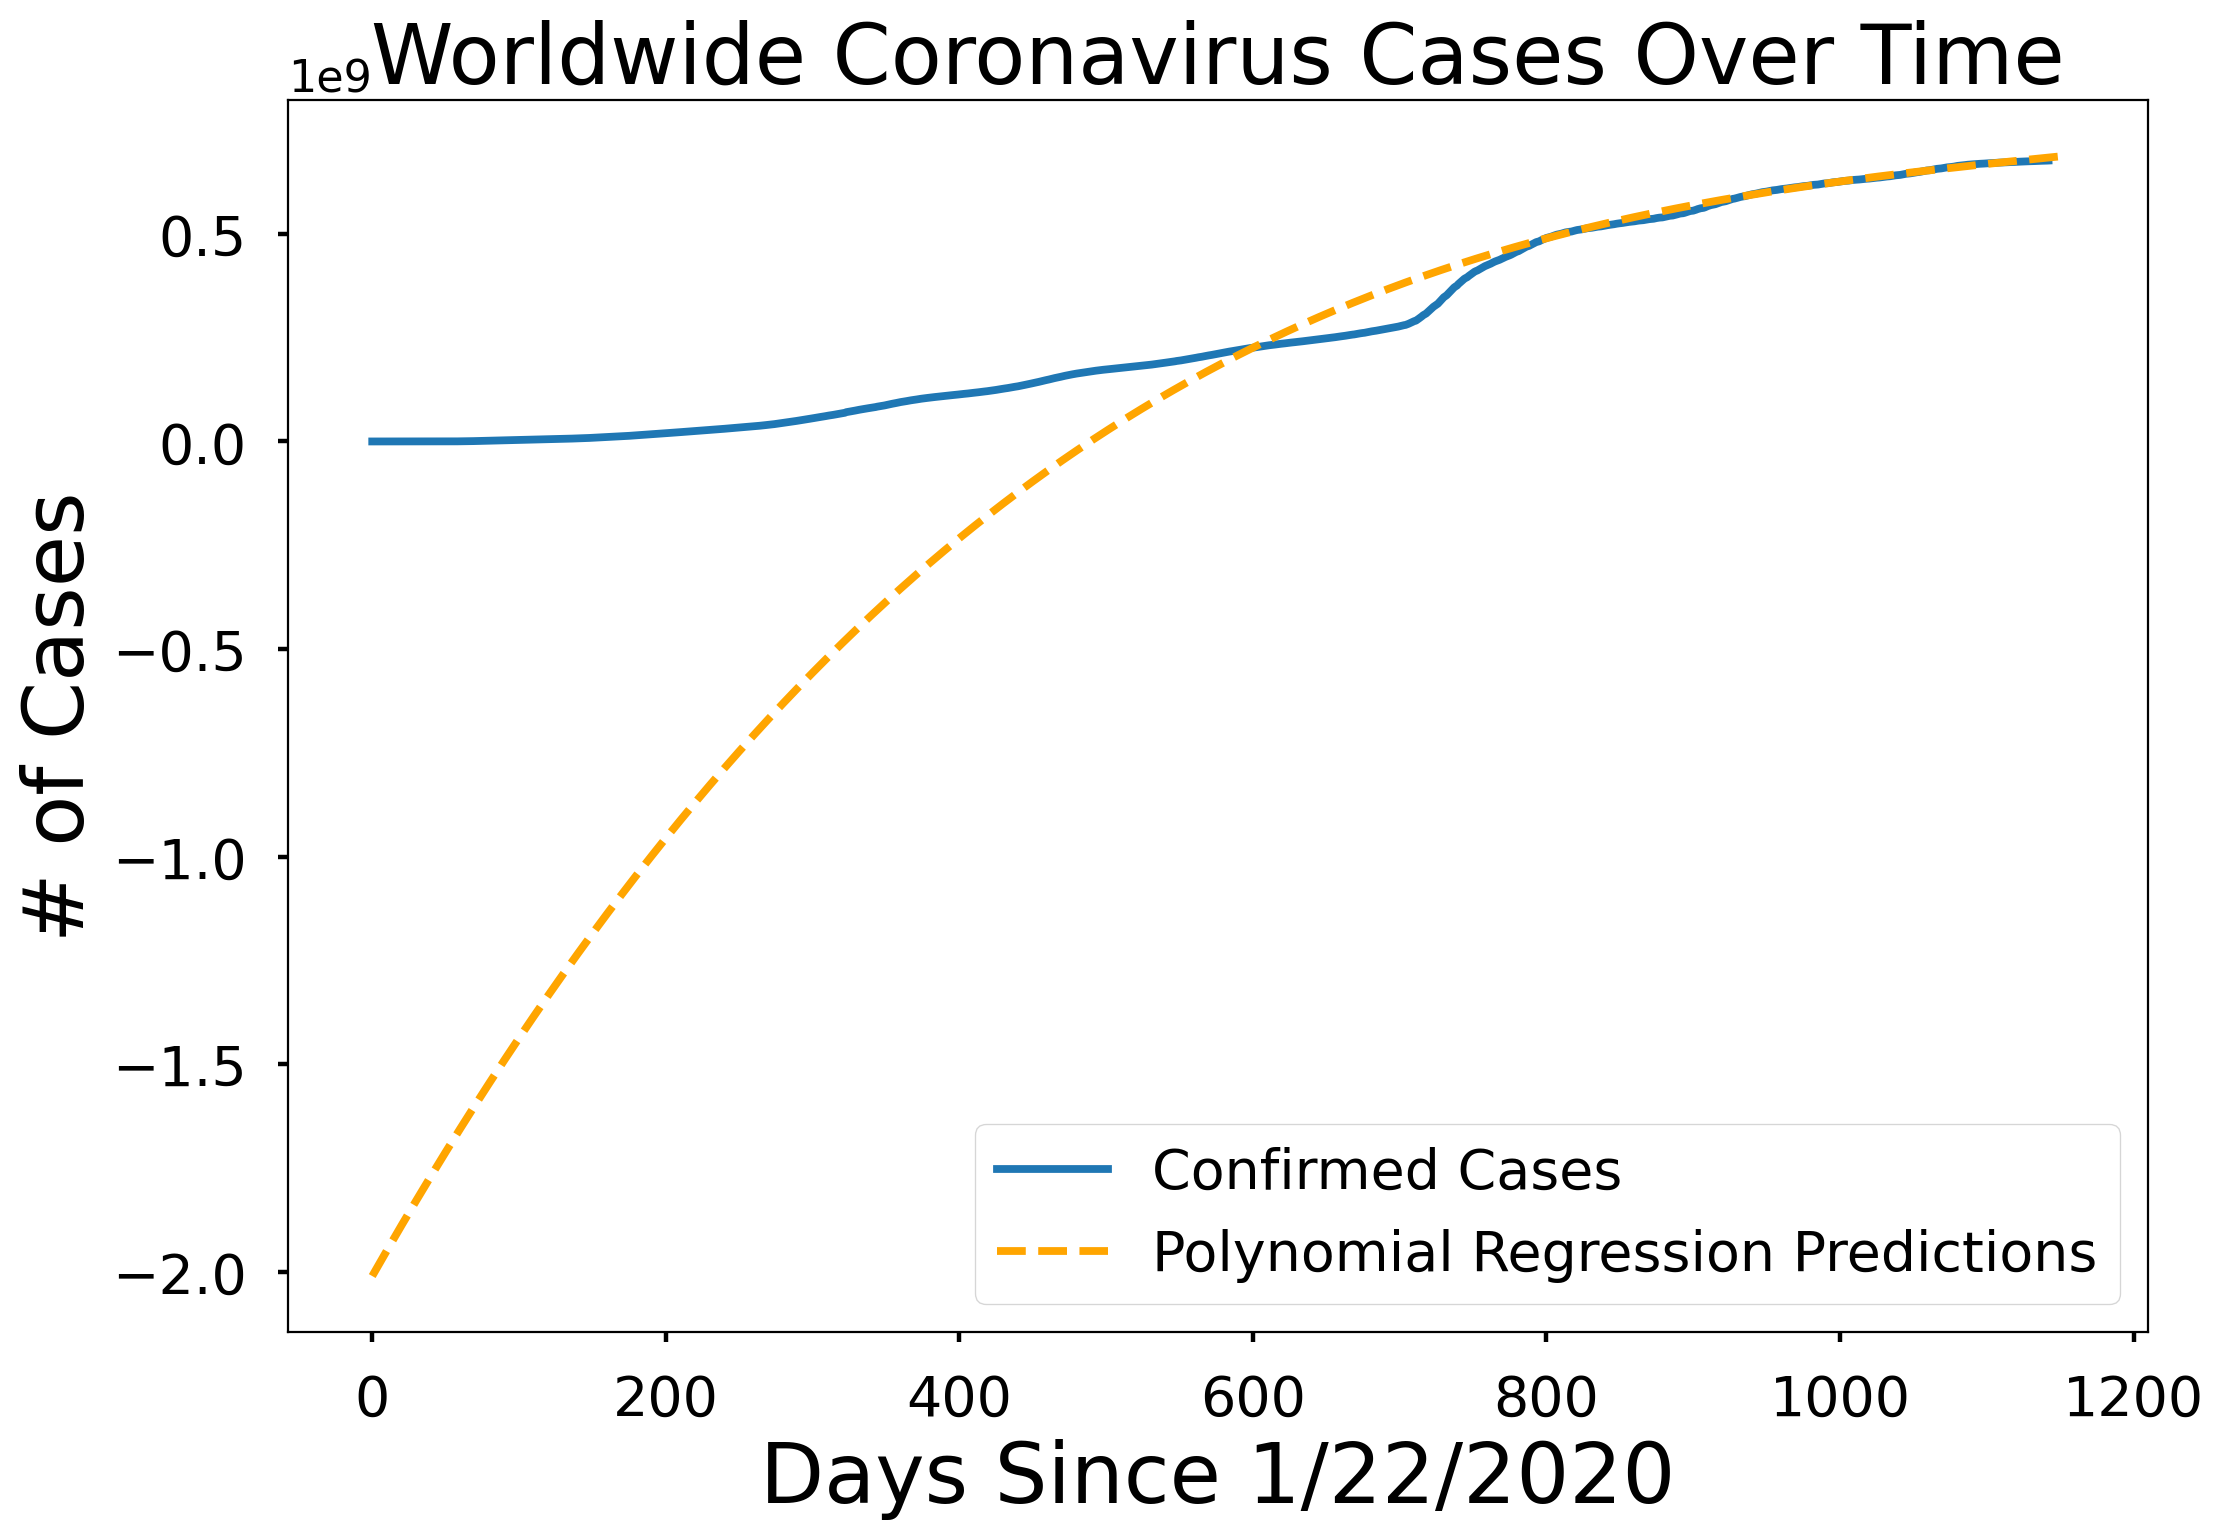 Worldwide Coronavirus Cases Over Time
1e9
0.5
0.0
−0.5
−1.0
−1.5
−2.0
# of Cases
Confirmed Cases
Polynomial Regression Predictions
0 200 400 600 800 1000 1200
Days Since 1/22/2020